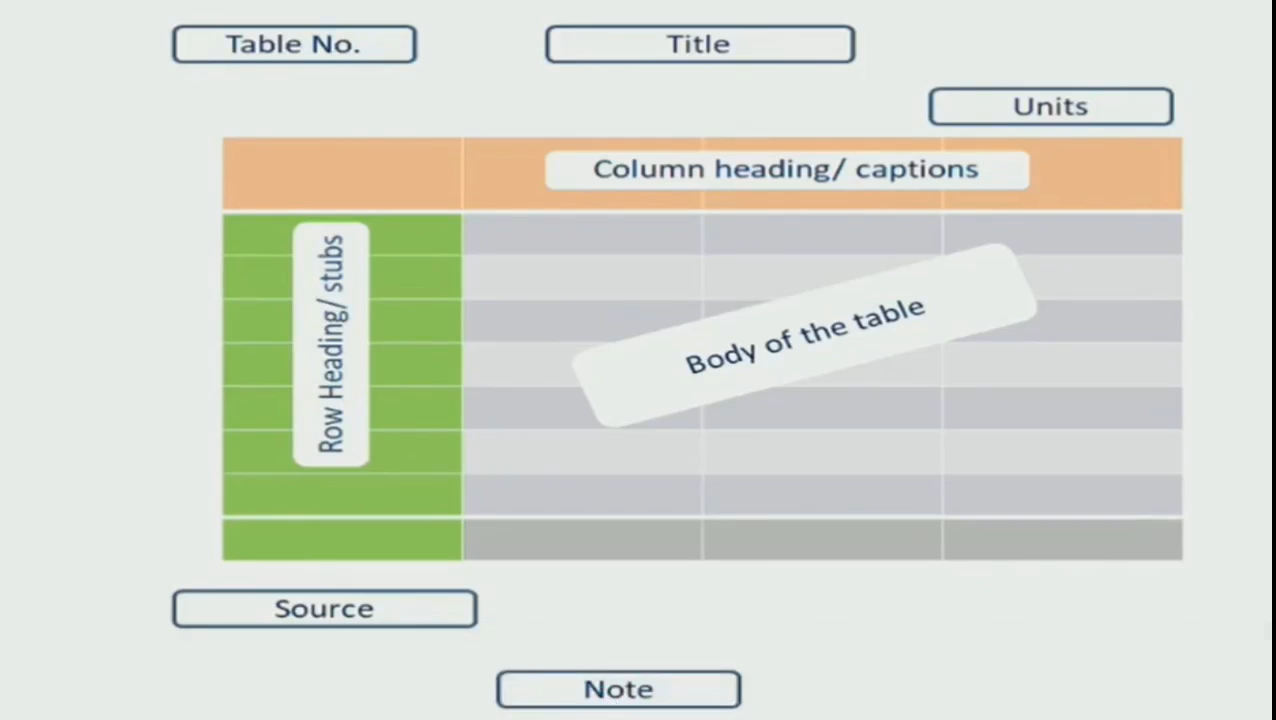 Table No.
Title
Units
Column heading/ captions
Row Heading/ stubs
Body of the table
Source
Note